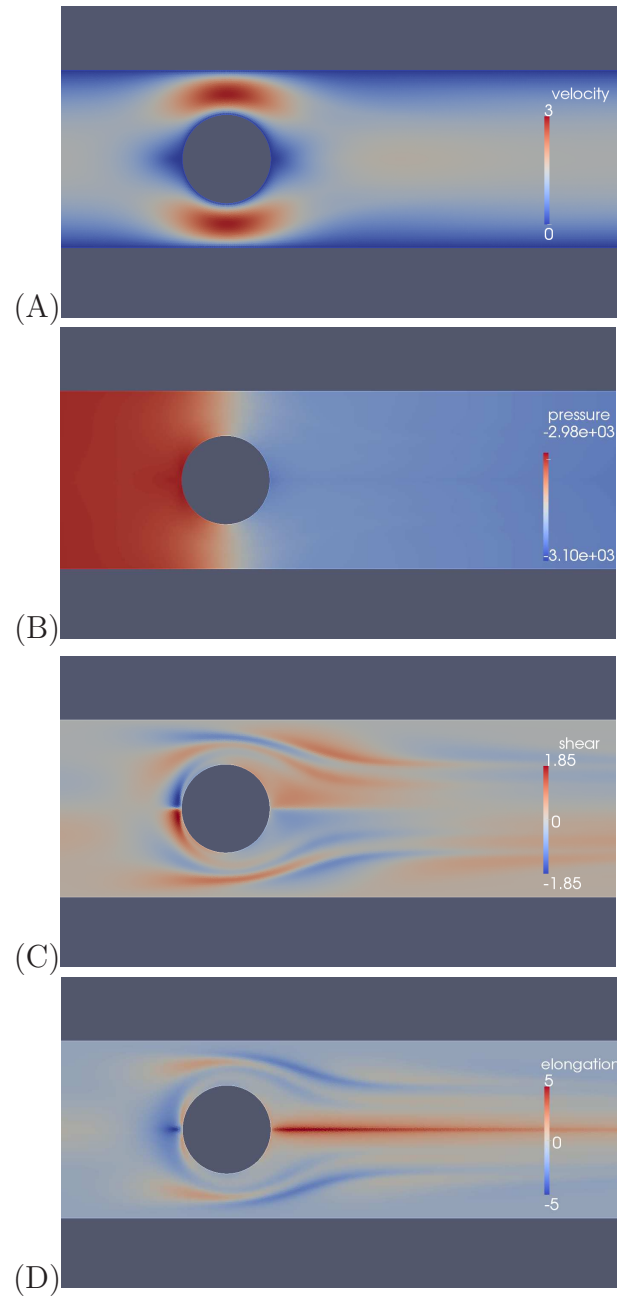 velocity
3
0
(A)
pressure
-2.98e+03
-3.10e+03
(B)
shear
1.85
0
-1.85
(C)
elongation
5
0
-5
(D)